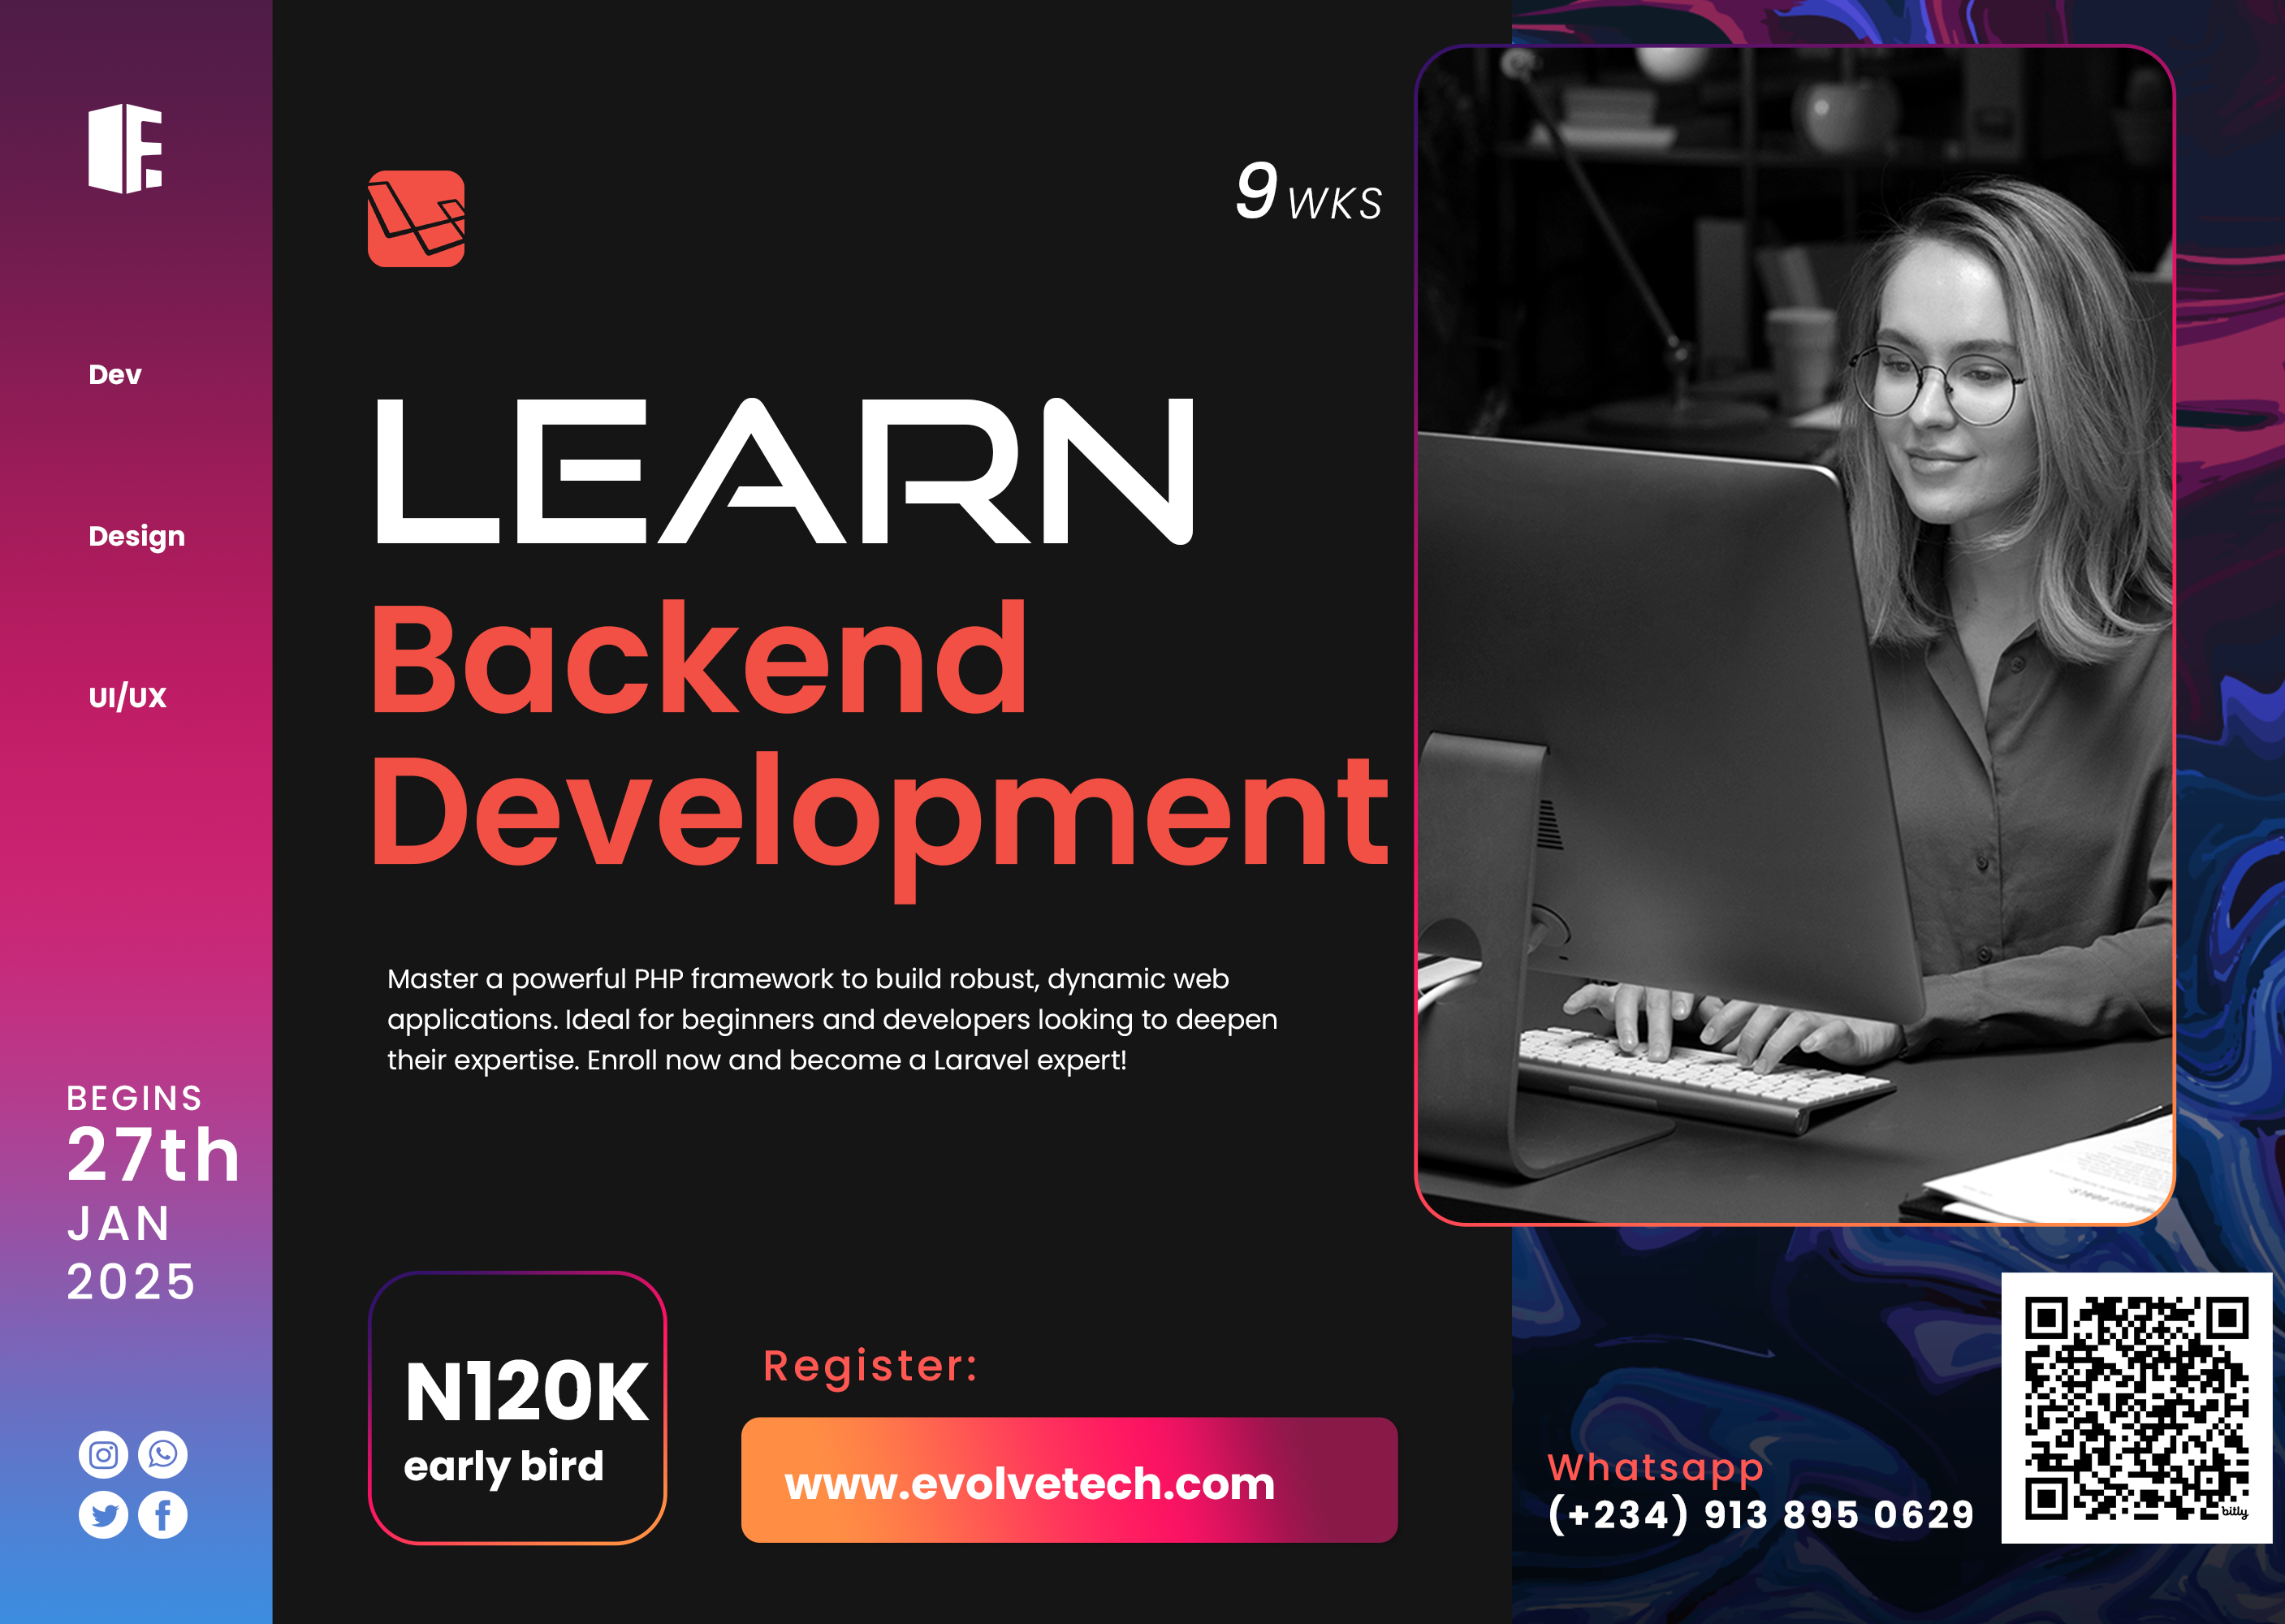 Dev
Design
UI/UX
BEGINS
27th
JAN
2025
9 WKS
LEARN
Backend
Development
Master a powerful PHP framework to build robust, dynamic web
applications. Ideal for beginners and developers looking to deepen
their expertise. Enroll now and become a Laravel expert!
N120K
early bird
Register:
www.evolvetech.com
Whatsapp
(+234) 913 895 0629
bitly